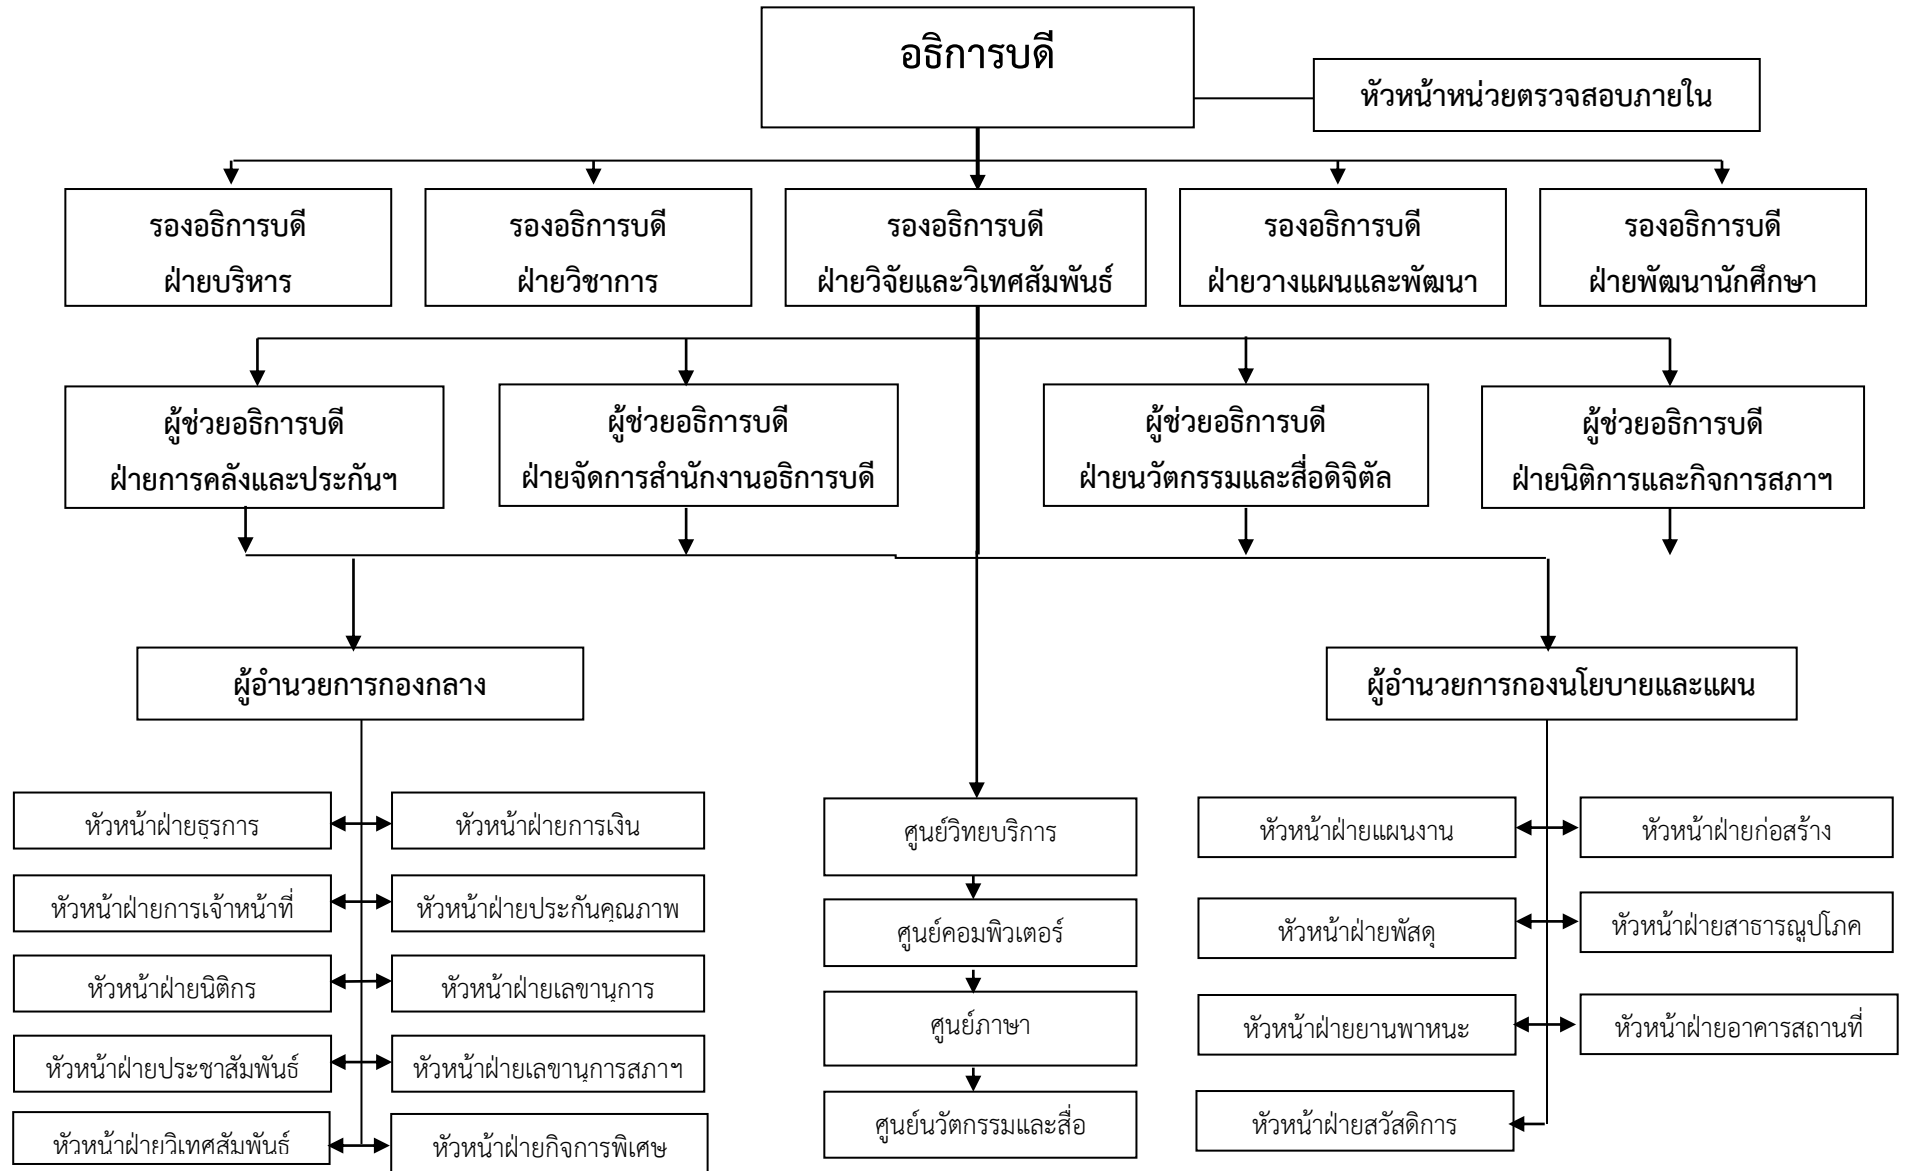 อธิการบดี
หัวหน้าหน่วยตรวจสอบภายใน
รองอธิการบดี
ฝ่ายบริหาร
รองอธิการบดี
ฝ่ายวิชาการ
รองอธิการบดี
ฝ่ายวิจัยและวิเทศสัมพันธ์
รองอธิการบดี
ฝ่ายวางแผนและพัฒนา
รองอธิการบดี
ฝ่ายพัฒนานักศึกษา
ผู้ช่วยอธิการบดี
ฝ่ายการคลังและประกันฯ
ผู้ช่วยอธิการบดี
ฝ่ายจัดการสำนักงานอธิการบดี
ผู้ช่วยอธิการบดี
ฝ่ายนวัตกรรมและสื่อดิจิตัล
ผู้ช่วยอธิการบดี
ฝ่ายนิติการและกิจการสภาฯ
ผู้อำนวยการกองกลาง
ผู้อำนวยการกองนโยบายและแผน
หัวหน้าฝ่ายธุรการ
หัวหน้าฝ่ายการเงิน
หัวหน้าฝ่ายการเจ้าหน้าที่
หัวหน้าฝ่ายประกันคุณภาพ
หัวหน้าฝ่ายนิติกร
หัวหน้าฝ่ายเลขานุการ
หัวหน้าฝ่ายประชาสัมพันธ์
หัวหน้าฝ่ายเลขานุการสภาฯ
หัวหน้าฝ่ายวิเทศสัมพันธ์
หัวหน้าฝ่ายกิจการพิเศษ
ศูนย์วิทยบริการ
ศูนย์คอมพิวเตอร์
ศูนย์ภาษา
ศูนย์นวัตกรรมและสื่อ
หัวหน้าฝ่ายแผนงาน
หัวหน้าฝ่ายก่อสร้าง
หัวหน้าฝ่ายพัสดุ
หัวหน้าฝ่ายสาธารณูปโภค
หัวหน้าฝ่ายยานพาหนะ
หัวหน้าฝ่ายอาคารสถานที่
หัวหน้าฝ่ายสวัสดิการ